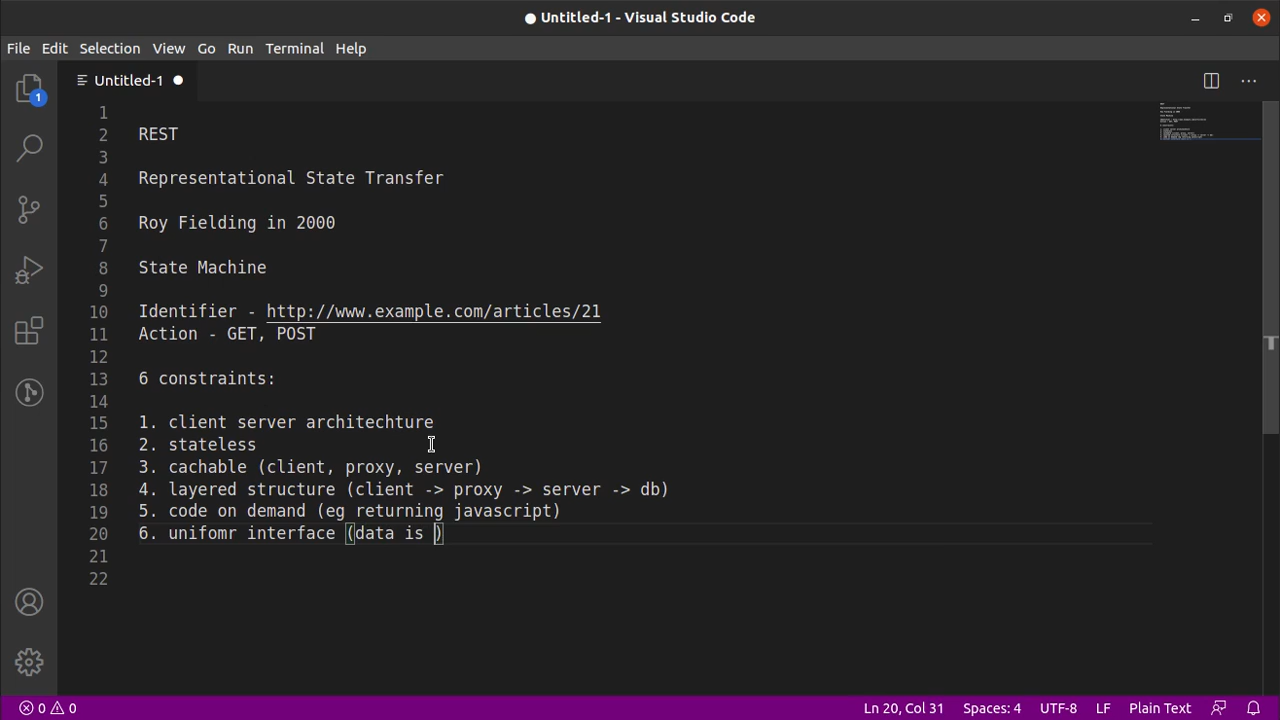 Untitled-1 - Visual Studio Code
File Edit Selection View Go Run Terminal Help
1
Untitled-1
1
2 REST
3
4 Representational State Transfer
5
6 Roy Fielding in 2000
7
8 State Machine
9
10 Identifier - http://www.example.com/articles/21
11 Action - GET, POST
12
13 6 constraints:
14
15 1. client server architechture
16 2. stateless
17 3. cachable (client, proxy, server)
18 4. layered structure (client -> proxy -> server -> db)
19 5. code on demand (eg returning javascript)
20 6. unifomr interface (data is )
21
22
0 0 Ln 20, Col 31 Spaces: 4 UTF-8 LF Plain Text